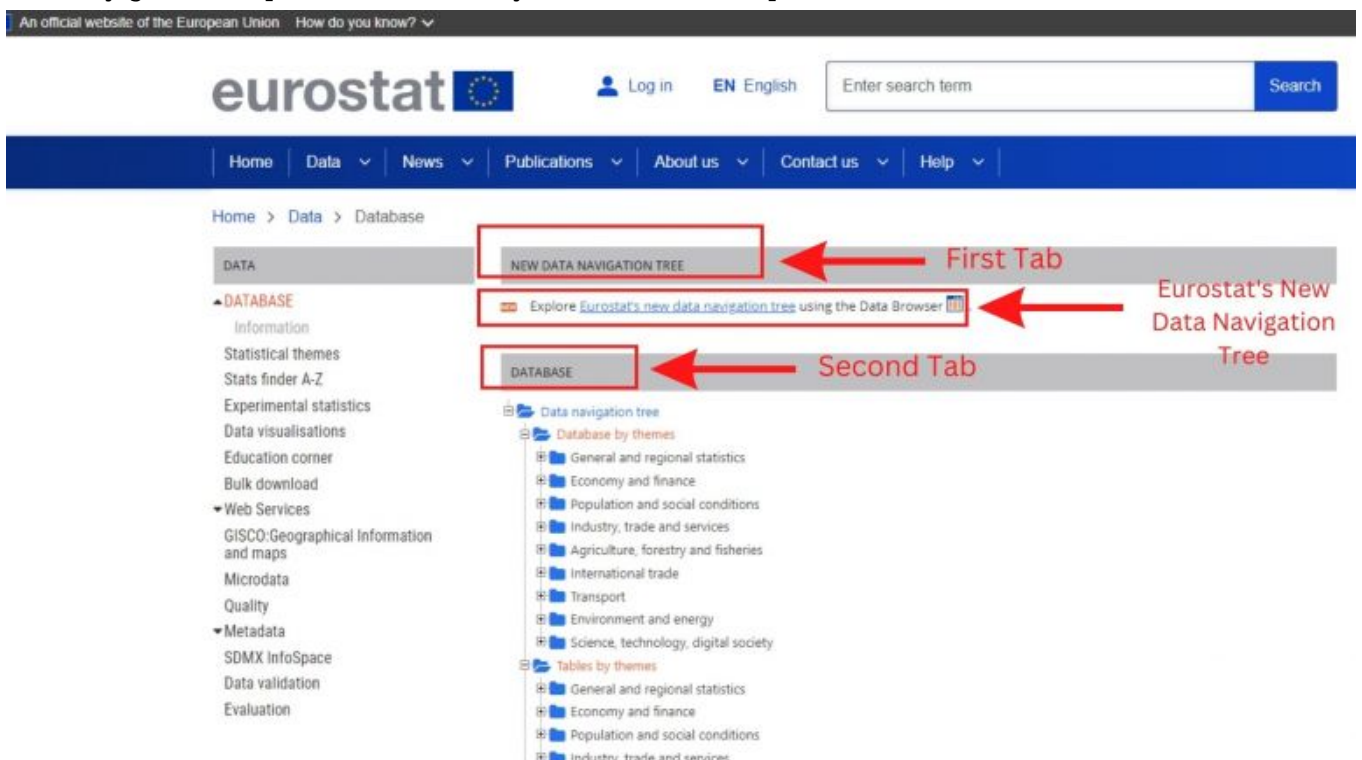 An official website of the European Union How do you know?
eurostat
Log in EN English Enter search term Search
Home Data News Publications About us Contact us Help
Home > Data > Database
DATA
DATABASE
Information
Statistical themes
Stats finder A-Z
Experimental statistics
Data visualisations
Education corner
Bulk download
Web Services
GISCO:Geographical Information
and maps
Microdata
Quality
Metadata
SDMX InfoSpace
Data validation
Evaluation
NEW DATA NAVIGATION TREE
First Tab
Explore Eurostat's new data navigation tree using the Data Browser
Eurostat's New
Data Navigation
Tree
DATABASE
Second Tab
Data navigation tree
Database by themes
General and regional statistics
Economy and finance
Population and social conditions
Industry, trade and services
Agriculture, forestry and fisheries
International trade
Transport
Environment and energy
Science, technology, digital society
Tables by themes
General and regional statistics
Economy and finance
Population and social conditions
Industry, trade and services